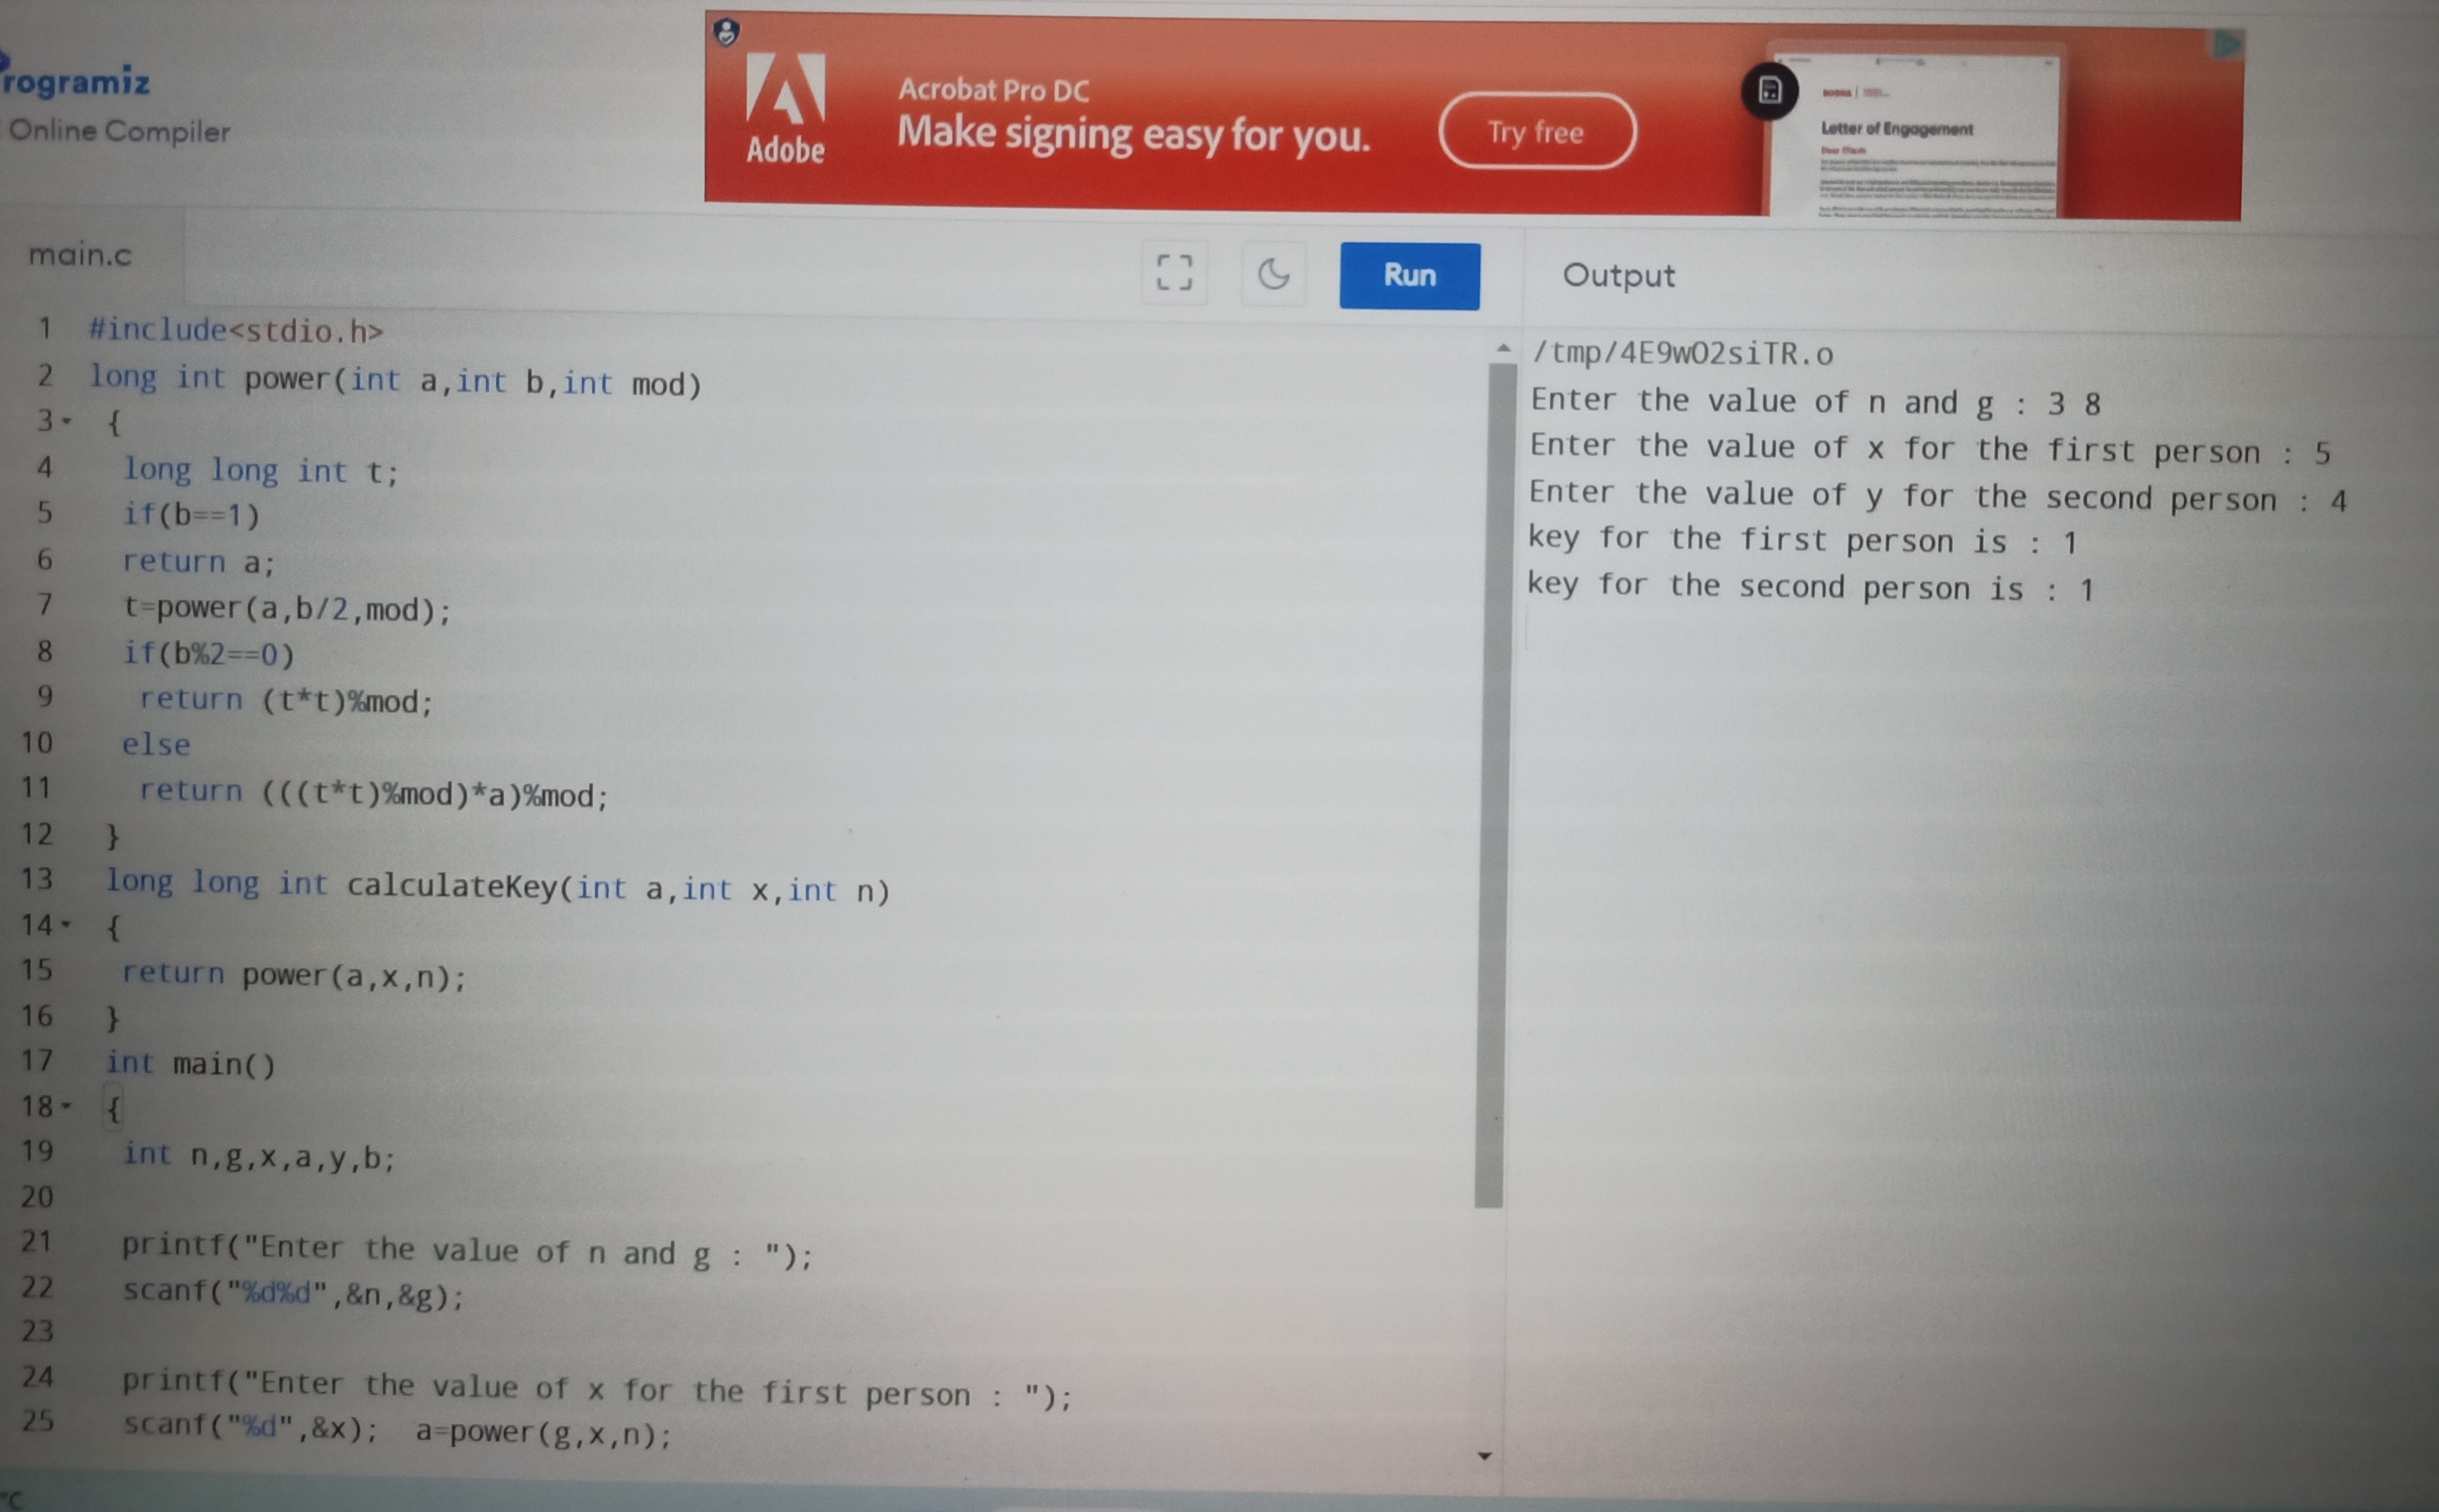 rogramiz
Online Compiler
Adobe
Acrobat Pro DC
Make signing easy for you.
Try free
Letter of Engagement
main.c
Run
Output
1 #include<stdio.h>
2 long int power(int a,int b,int mod)
3 {
4 long long int t;
5 if(b==1)
6 return a;
7 t=power(a,b/2,mod);
8 if(b%2==0)
9 return (t*t)%mod;
10 else
11 return (((t*t)%mod)*a)%mod;
12 }
13 long long int calculateKey(int a,int x,int n)
14 {
15 return power(a,x,n);
16 }
17 int main()
18 {
19 int n,g,x,a,y,b;
20
21 printf("Enter the value of n and g : ");
22 scanf("%d%d",&n,&g);
23
24 printf("Enter the value of x for the first person : ");
25 scanf("%d",&x); a=power(g,x,n);
/tmp/4E9wO2siTR.o
Enter the value of n and g : 3 8
Enter the value of x for the first person : 5
Enter the value of y for the second person : 4
key for the first person is : 1
key for the second person is : 1
°C